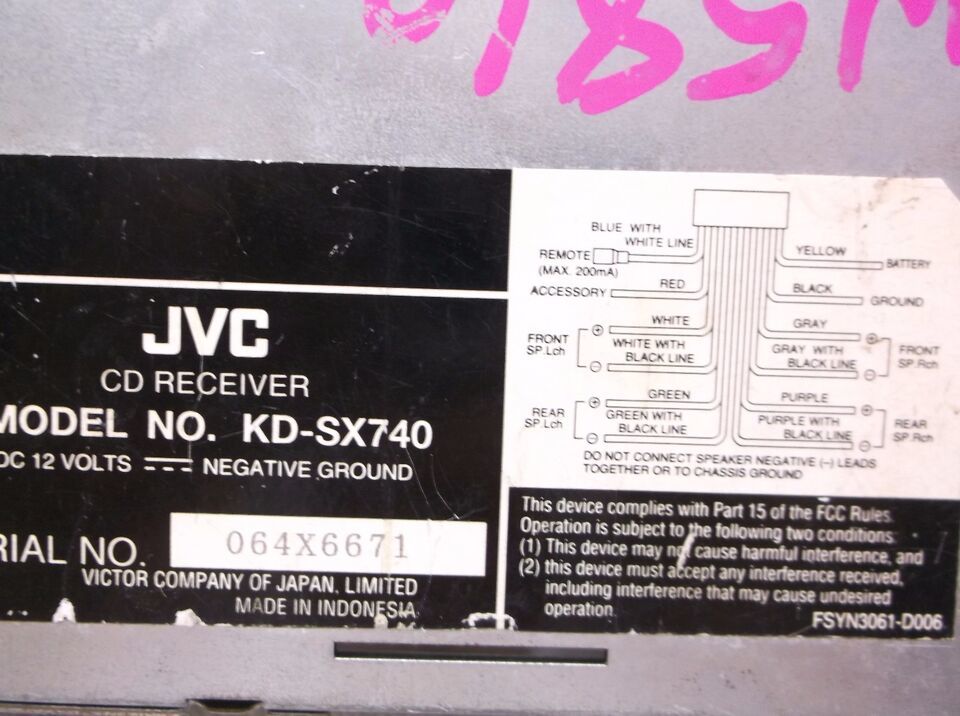 JVC
CD RECEIVER
MODEL NO. KD-SX740
DC 12 VOLTS NEGATIVE GROUND
RIAL NO. 064X6671
VICTOR COMPANY OF JAPAN, LIMITED
MADE IN INDONESIA
BLUE WITH
WHITE LINE
REMOTE
(MAX. 200mA)
ACCESSORY
RED
WHITE
FRONT
SP.Lch
+
WHITE WITH
BLACK LINE
−
GREEN
REAR
SP.Lch
+
GREEN WITH
BLACK LINE
−
YELLOW
BATTERY
BLACK
GROUND
GRAY
+
GRAY WITH
BLACK LINE
−
FRONT
SP.Rch
PURPLE
+
PURPLE WITH
BLACK LINE
−
REAR
SP.Rch
DO NOT CONNECT SPEAKER NEGATIVE (−) LEADS
TOGETHER OR TO CHASSIS GROUND
This device complies with Part 15 of the FCC Rules.
Operation is subject to the following two conditions:
(1) This device may not cause harmful interference, and
(2) this device must accept any interference received,
including interference that may cause undesired
operation.
FSYN3061-D006